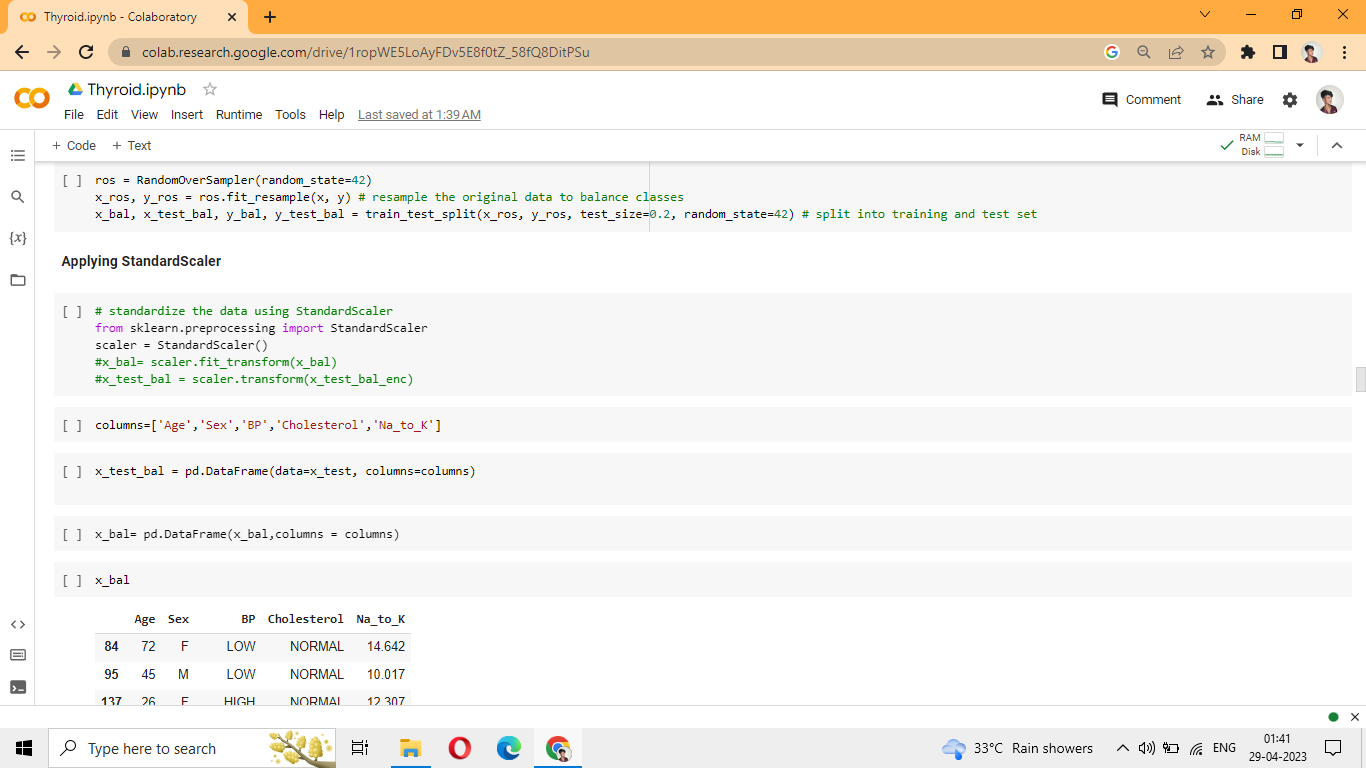 Thyroid.ipynb - Colaboratory
colab.research.google.com/drive/1ropWE5LoAyFDv5E8f0tZ_58fQ8DitPSu
Thyroid.ipynb
File Edit View Insert Runtime Tools Help Last saved at 1:39 AM
Comment Share
+ Code + Text
RAM
Disk
[ ] ros = RandomOverSampler(random_state=42)
x_ros, y_ros = ros.fit_resample(x, y) # resample the original data to balance classes
x_bal, x_test_bal, y_bal, y_test_bal = train_test_split(x_ros, y_ros, test_size=0.2, random_state=42) # split into training and test set
Applying StandardScaler
[ ] # standardize the data using StandardScaler
from sklearn.preprocessing import StandardScaler
scaler = StandardScaler()
#x_bal= scaler.fit_transform(x_bal)
#x_test_bal = scaler.transform(x_test_bal_enc)
[ ] columns=['Age','Sex','BP','Cholesterol','Na_to_K']
[ ] x_test_bal = pd.DataFrame(data=x_test, columns=columns)
[ ] x_bal= pd.DataFrame(x_bal,columns = columns)
[ ] x_bal
Age Sex BP Cholesterol Na_to_K
84 72 F LOW NORMAL 14.642
95 45 M LOW NORMAL 10.017
137 26 F HIGH NORMAL 12.307
Type here to search
33°C Rain showers
ENG
01:41
29-04-2023